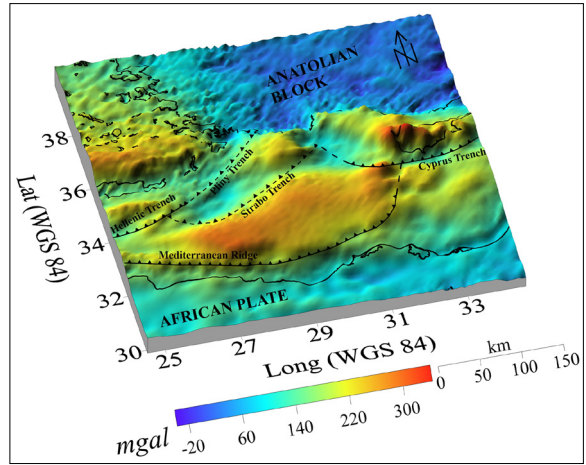 ANATOLIAN
BLOCK
N
38
36
34
32
30
Lat (WGS 84)
Pliny Trench
Cyprus Trench
Hellenic Trench
Strabo Trench
Mediterranean Ridge
AFRICAN PLATE
25
27
29
31
33
Long (WGS 84)
km
0 50 100 150
mgal
-20 60 140 220 300